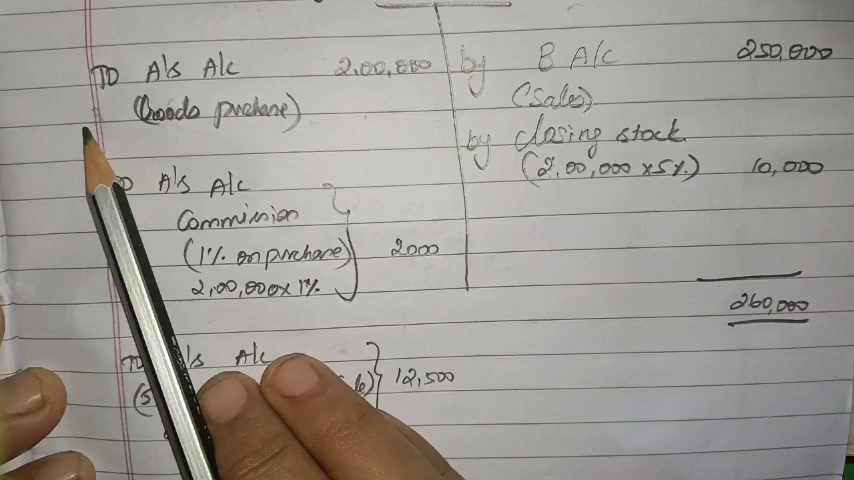 TO A's A/c 2,00,000
(Goods purchase)
TO A's A/c
Commission
(1% on purchase) 2000
2,00,000 x 1%
A's A/c
12,500
by B A/c 250,000
(Sales)
by closing stock
(2,00,000 x 5%) 10,000
260,000